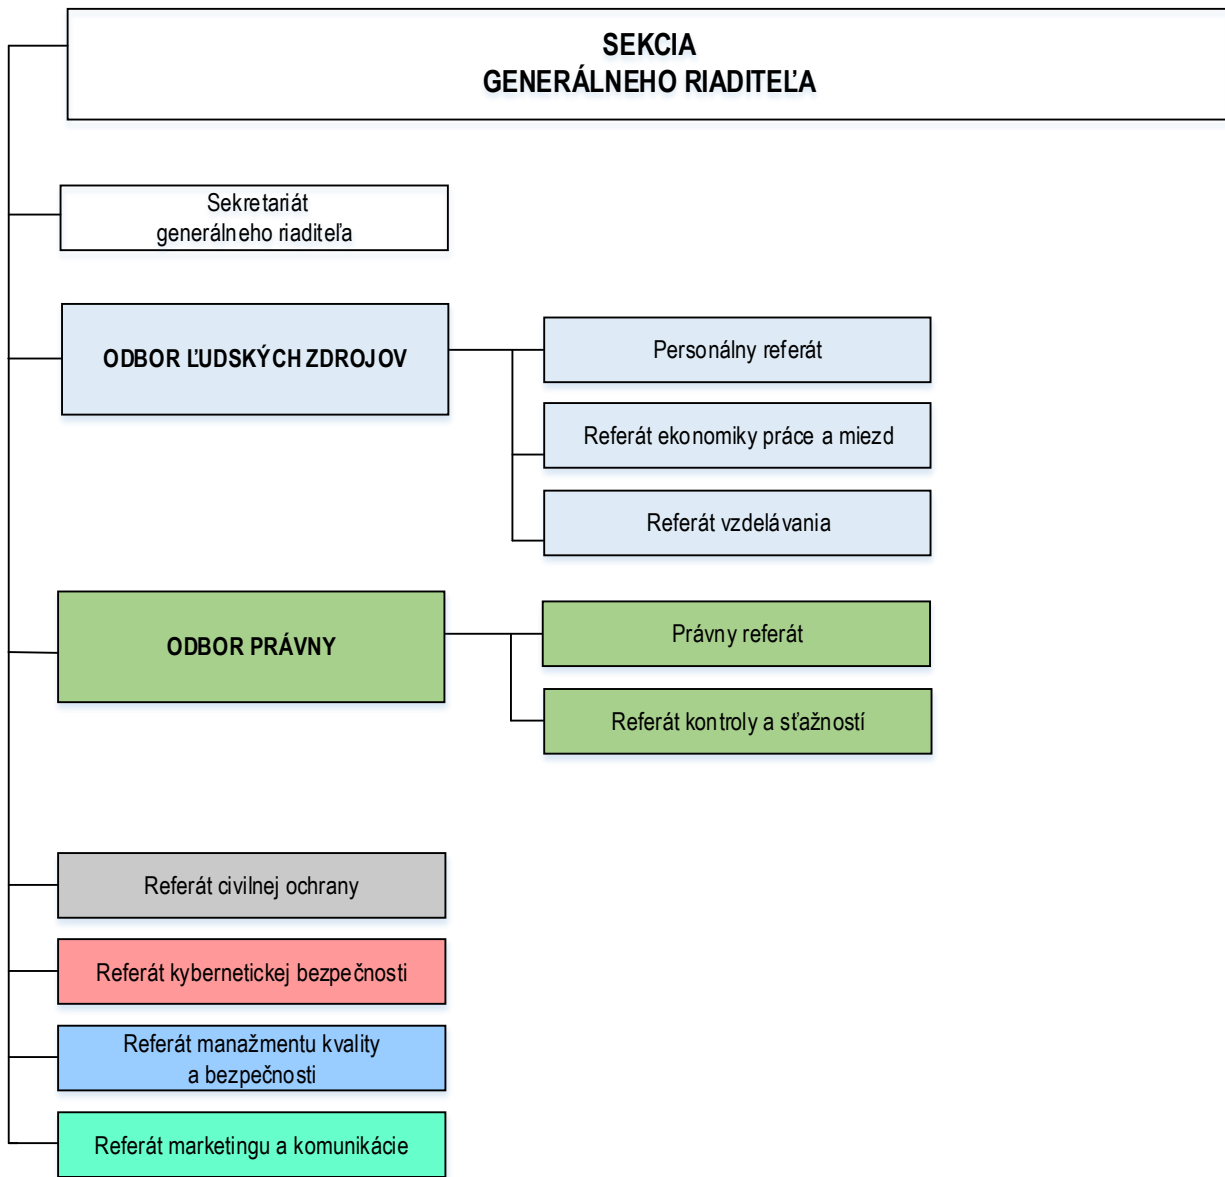 SEKCIA
GENERÁLNEHO RIADITEĽA
Sekretariát
generálneho riaditeľa
ODBOR ĽUDSKÝCH ZDROJOV
Personálny referát
Referát ekonomiky práce a miezd
Referát vzdelávania
ODBOR PRÁVNY
Právny referát
Referát kontroly a sťažností
Referát civilnej ochrany
Referát kybernetickej bezpečnosti
Referát manažmentu kvality
a bezpečnosti
Referát marketingu a komunikácie